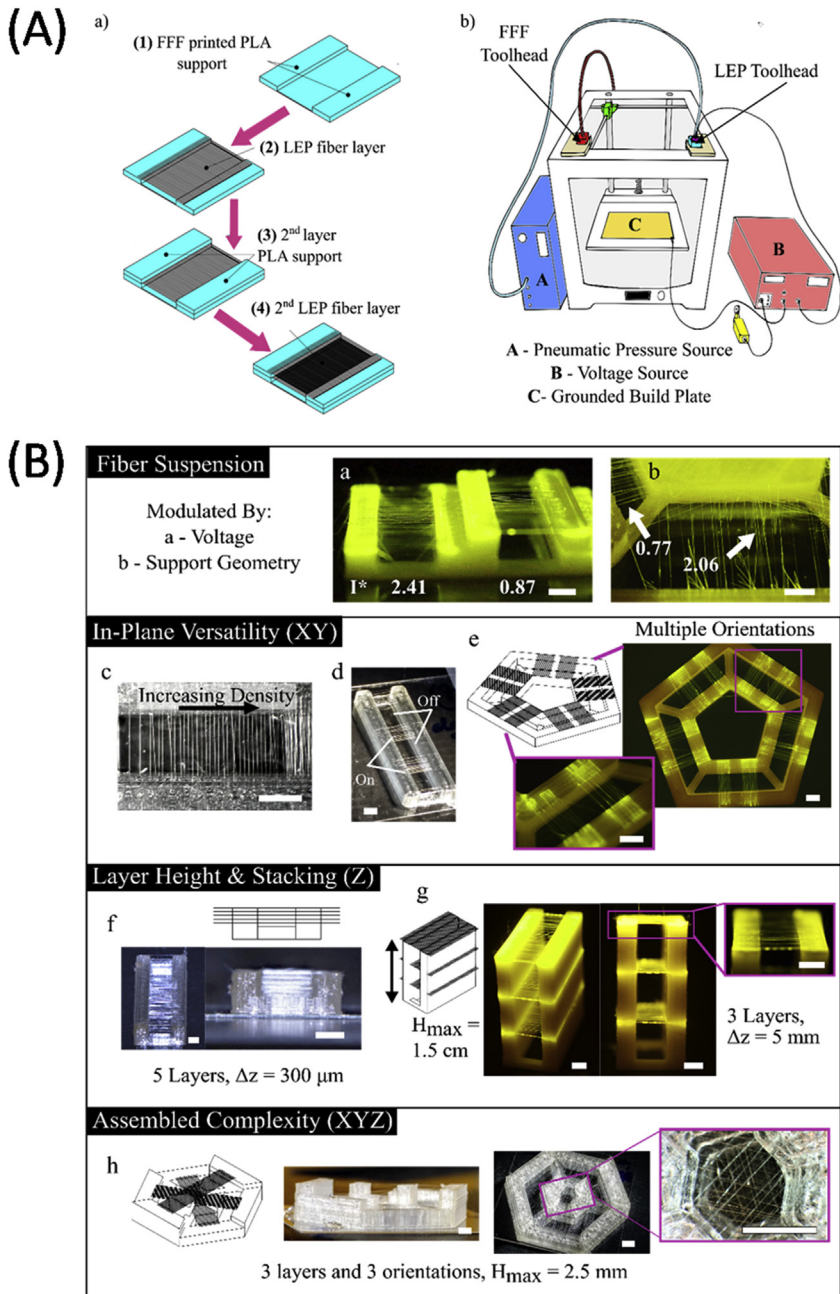 (A)
a)
(1) FFF printed PLA
support
(2) LEP fiber layer
(3) 2nd layer
PLA support
(4) 2nd LEP fiber layer
b)
FFF
Toolhead
LEP Toolhead
C
A
B
A - Pneumatic Pressure Source
B - Voltage Source
C- Grounded Build Plate
(B)
Fiber Suspension
Modulated By:
a - Voltage
b - Support Geometry
a
I* 2.41 0.87
b
0.77
2.06
In-Plane Versatility (XY)
c
Increasing Density
d
Off
On
e
Multiple Orientations
Layer Height & Stacking (Z)
f
5 Layers, Δz = 300 μm
g
Hmax =
1.5 cm
3 Layers,
Δz = 5 mm
Assembled Complexity (XYZ)
h
3 layers and 3 orientations, Hmax = 2.5 mm